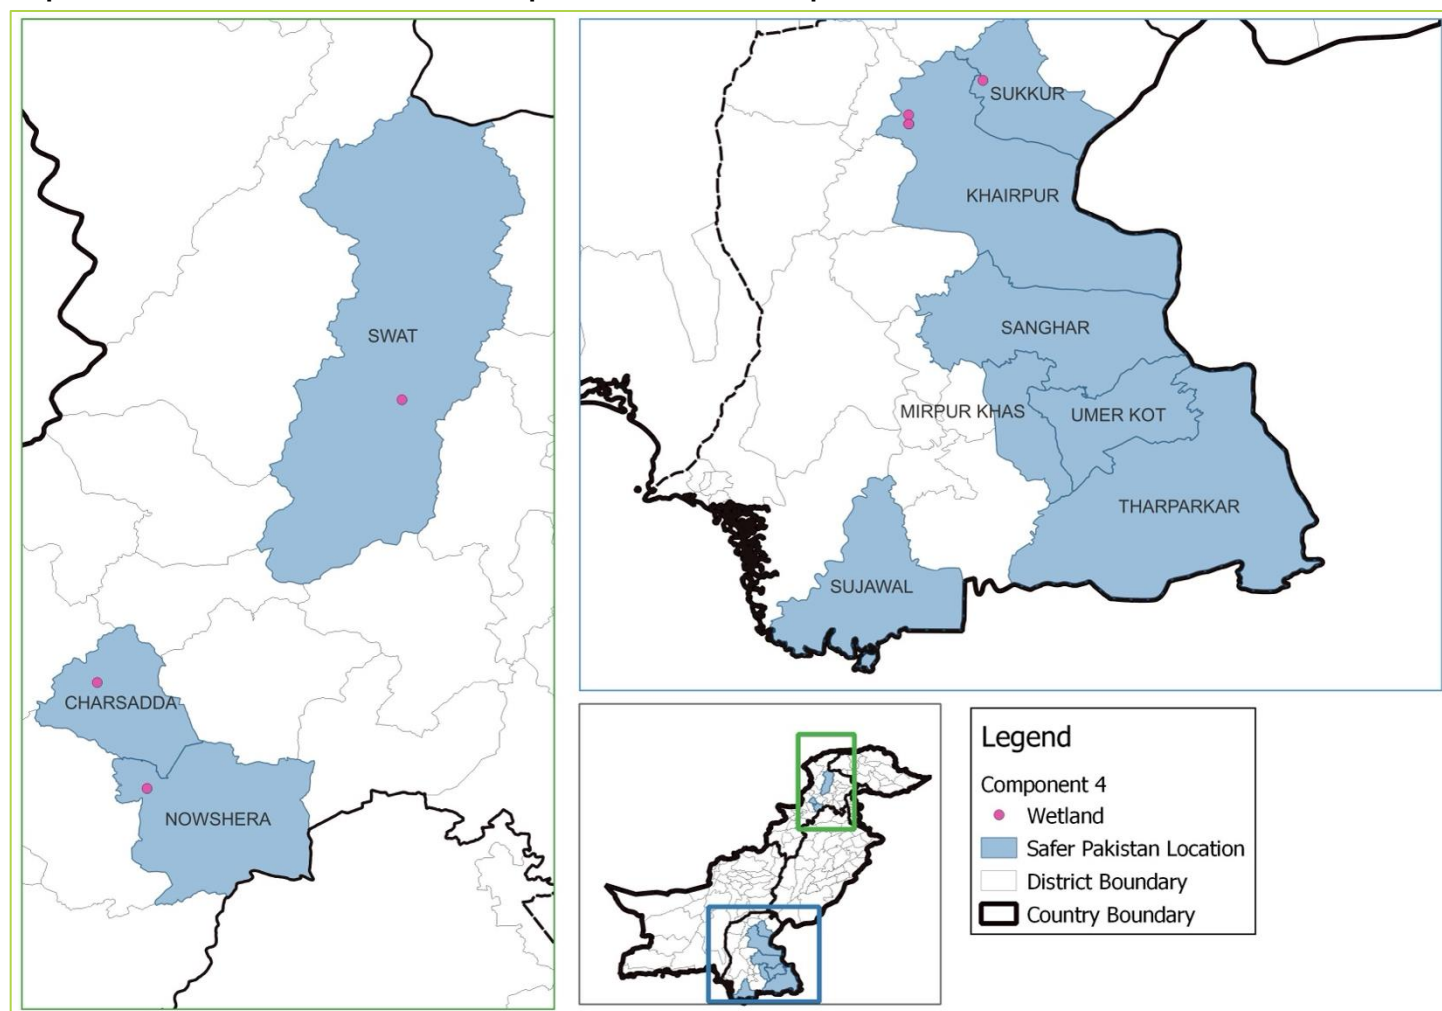 SWAT
CHARSADDA
NOWSHERA
SUKKUR
KHAIRPUR
SANGHAR
MIRPUR KHAS
UMER KOT
THARPARKAR
SUJAWAL
Legend
Component 4
Wetland
Safer Pakistan Location
District Boundary
Country Boundary